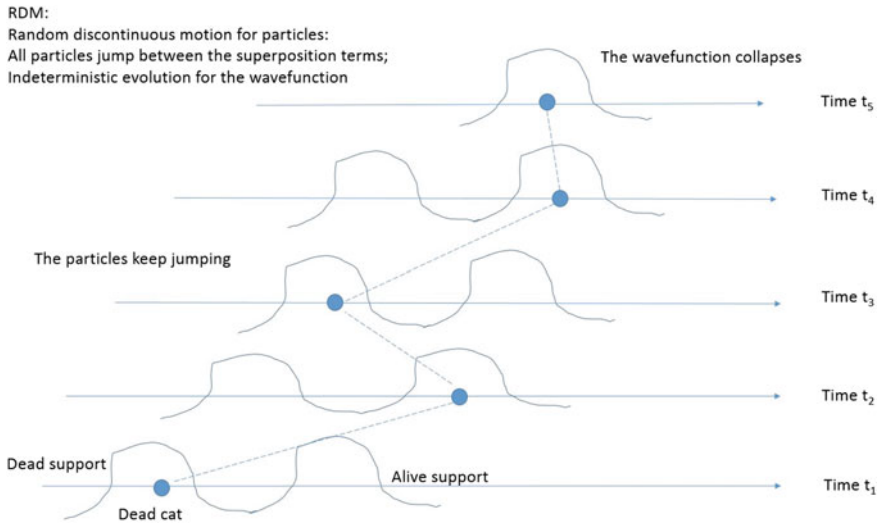 RDM:
Random discontinuous motion for particles:
All particles jump between the superposition terms;
Indeterministic evolution for the wavefunction
The wavefunction collapses
Time t₅
Time t₄
The particles keep jumping
Time t₃
Time t₂
Dead support
Alive support
Time t₁
Dead cat